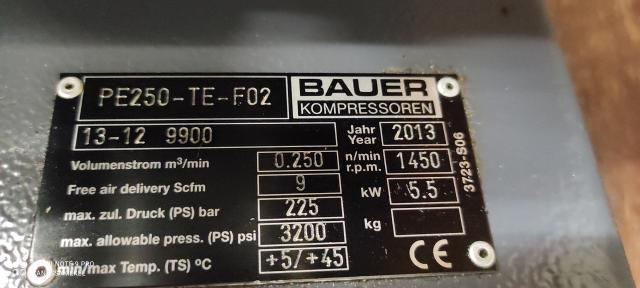 PE250-TE-F02
BAUER
KOMPRESSOREN
13-12 9900
Jahr
Year
2013
Volumenstrom m³/min
0.250
n/min
r.p.m.
1450
Free air delivery Scfm
9
kW
5.5
max. zul. Druck (PS) bar
225
kg
max. allowable press. (PS) psi
3200
min/max Temp. (TS) °C
+5/+45
CE
3723-S06